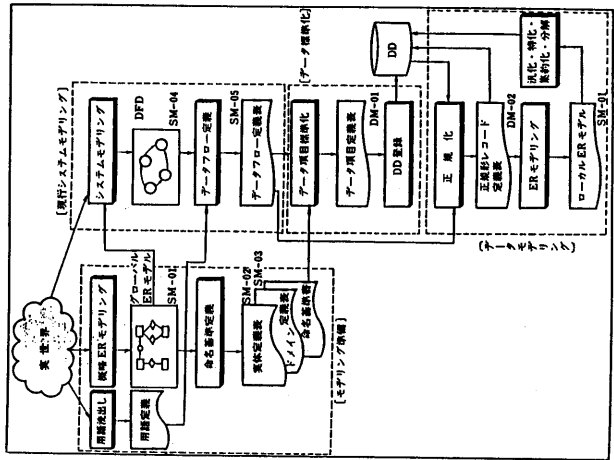 実世界
用語洗出し
用語定義
概略ERモデリング
グローバル
ERモデル
SM-01
命名基準定義
SM-02
SM-03
実体定義表
ドメイン定義表
命名基準書
[モデリング準備]
[現行システムモデリング]
システムモデリング
DFD
SM-04
データフロー定義
SM-05
データフロー定義表
[データ標準化]
データ項目標準化
DM-01
データ項目定義表
DD登録
DD
正規化
正規形レコード
定義表
DM-02
ERモデリング
ローカルERモデル
SM-01
汎化・特化・
集約化・分解
[データモデリング]